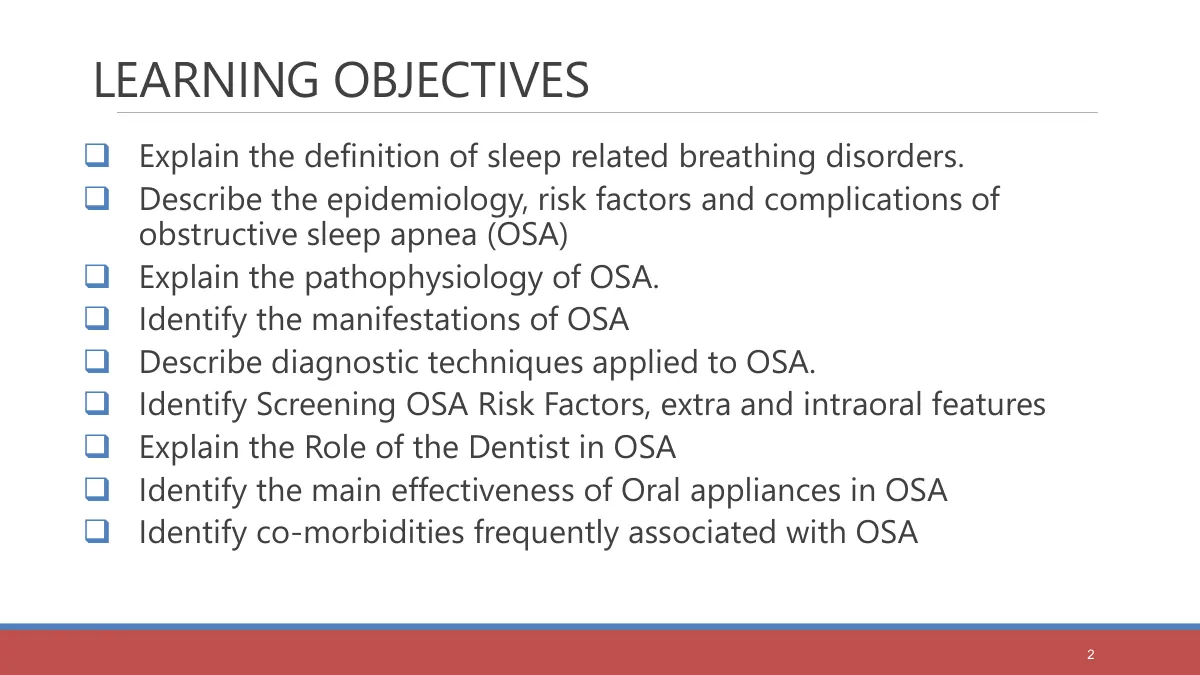 LEARNING OBJECTIVES
Explain the definition of sleep related breathing disorders.
Describe the epidemiology, risk factors and complications of
obstructive sleep apnea (OSA)
Explain the pathophysiology of OSA.
Identify the manifestations of OSA
Describe diagnostic techniques applied to OSA.
Identify Screening OSA Risk Factors, extra and intraoral features
Explain the Role of the Dentist in OSA
Identify the main effectiveness of Oral appliances in OSA
Identify co-morbidities frequently associated with OSA
2